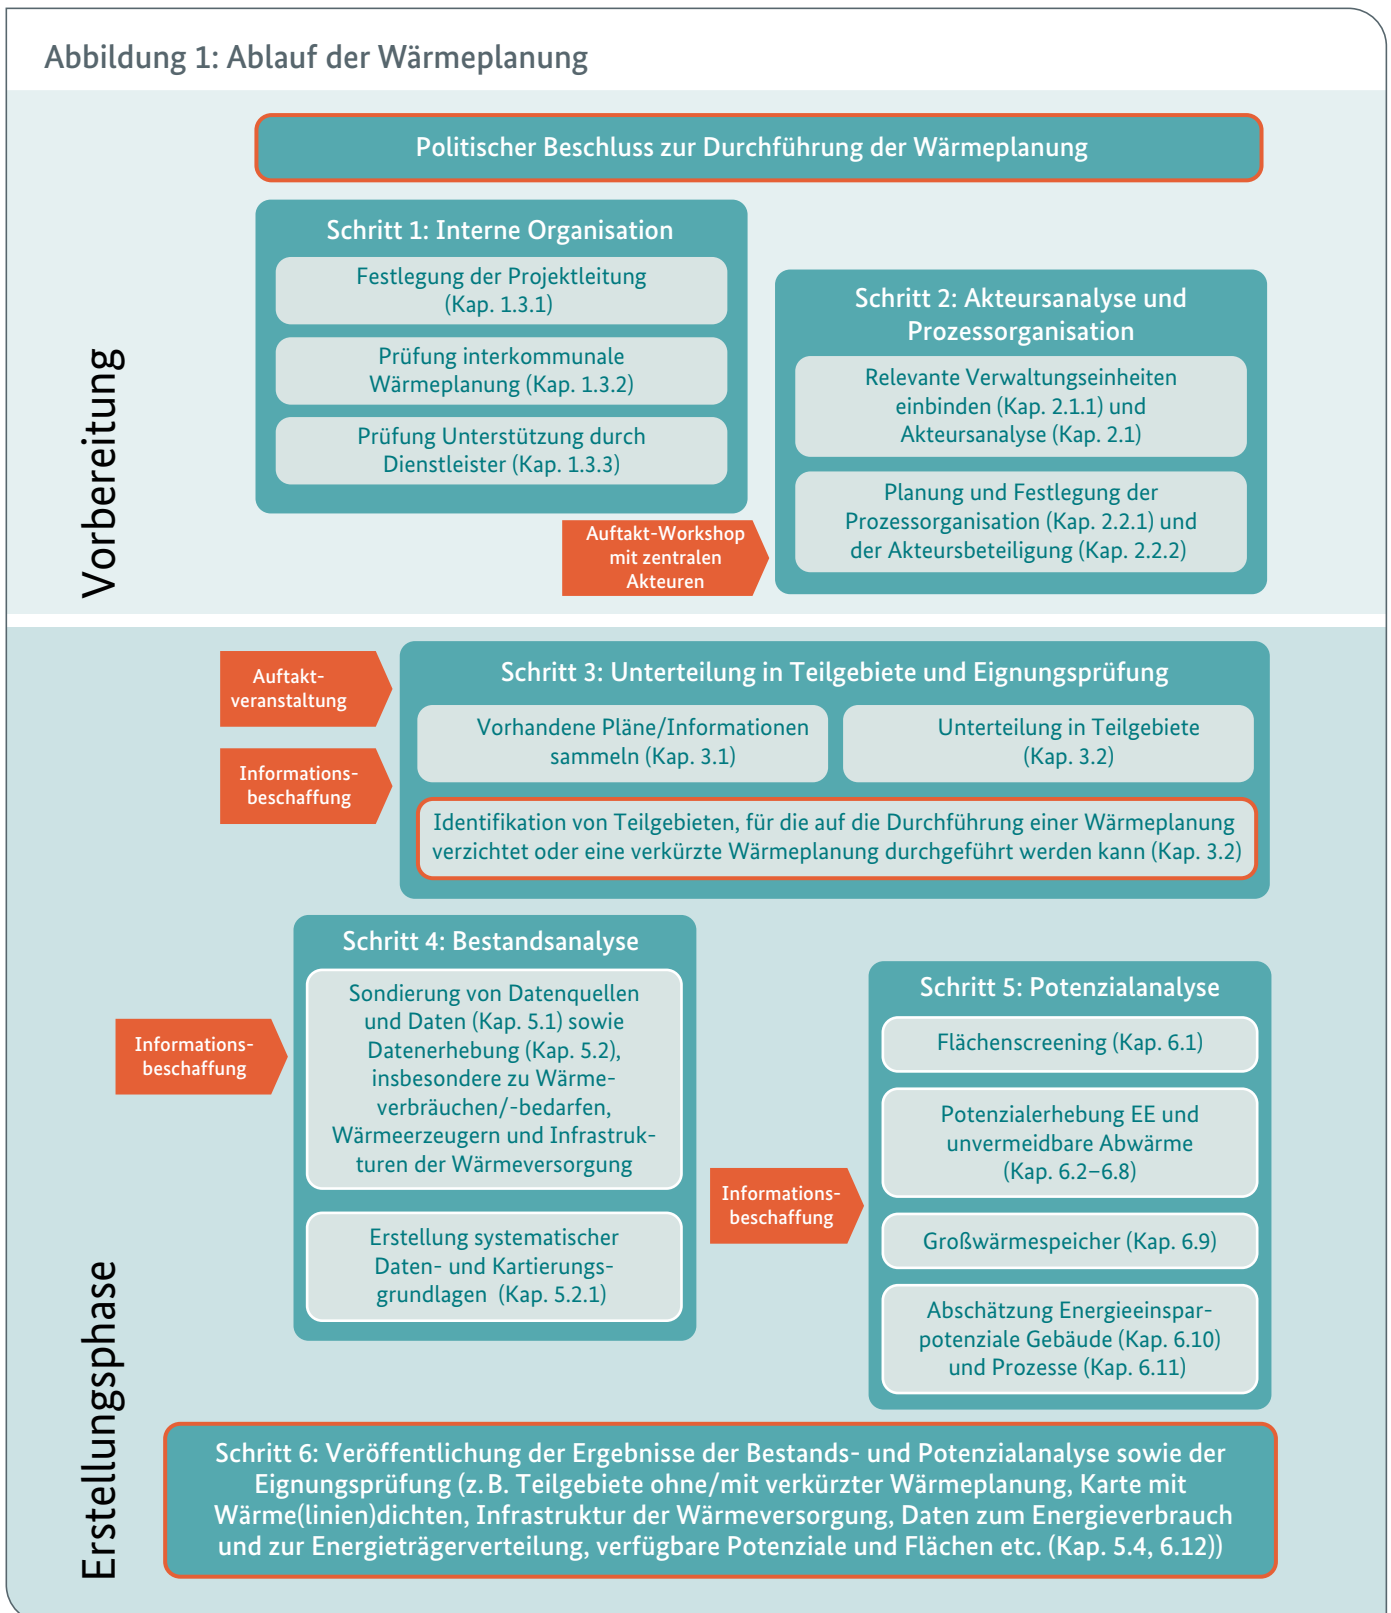 Abbildung 1: Ablauf der Wärmeplanung
Vorbereitung
Politischer Beschluss zur Durchführung der Wärmeplanung
Schritt 1: Interne Organisation
Festlegung der Projektleitung
(Kap. 1.3.1)
Prüfung interkommunale
Wärmeplanung (Kap. 1.3.2)
Prüfung Unterstützung durch
Dienstleister (Kap. 1.3.3)
Auftakt-Workshop
mit zentralen
Akteuren
Schritt 2: Akteursanalyse und
Prozessorganisation
Relevante Verwaltungseinheiten
einbinden (Kap. 2.1.1) und
Akteursanalyse (Kap. 2.1)
Planung und Festlegung der
Prozessorganisation (Kap. 2.2.1) und
der Akteursbeteiligung (Kap. 2.2.2)
Erstellungsphase
Auftakt-
veranstaltung
Informations-
beschaffung
Schritt 3: Unterteilung in Teilgebiete und Eignungsprüfung
Vorhandene Pläne/Informationen
sammeln (Kap. 3.1)
Unterteilung in Teilgebiete
(Kap. 3.2)
Identifikation von Teilgebieten, für die auf die Durchführung einer Wärmeplanung
verzichtet oder eine verkürzte Wärmeplanung durchgeführt werden kann (Kap. 3.2)
Informations-
beschaffung
Schritt 4: Bestandsanalyse
Sondierung von Datenquellen
und Daten (Kap. 5.1) sowie
Datenerhebung (Kap. 5.2),
insbesondere zu Wärme-
verbräuchen/-bedarfen,
Wärmeerzeugern und Infrastruk-
turen der Wärmeversorgung
Erstellung systematischer
Daten- und Kartierungs-
grundlagen (Kap. 5.2.1)
Informations-
beschaffung
Schritt 5: Potenzialanalyse
Flächenscreening (Kap. 6.1)
Potenzialerhebung EE und
unvermeidbare Abwärme
(Kap. 6.2–6.8)
Großwärmespeicher (Kap. 6.9)
Abschätzung Energieeinspar-
potenziale Gebäude (Kap. 6.10)
und Prozesse (Kap. 6.11)
Schritt 6: Veröffentlichung der Ergebnisse der Bestands- und Potenzialanalyse sowie der
Eignungsprüfung (z. B. Teilgebiete ohne/mit verkürzter Wärmeplanung, Karte mit
Wärme(linien)dichten, Infrastruktur der Wärmeversorgung, Daten zum Energieverbrauch
und zur Energieträgerverteilung, verfügbare Potenziale und Flächen etc. (Kap. 5.4, 6.12))